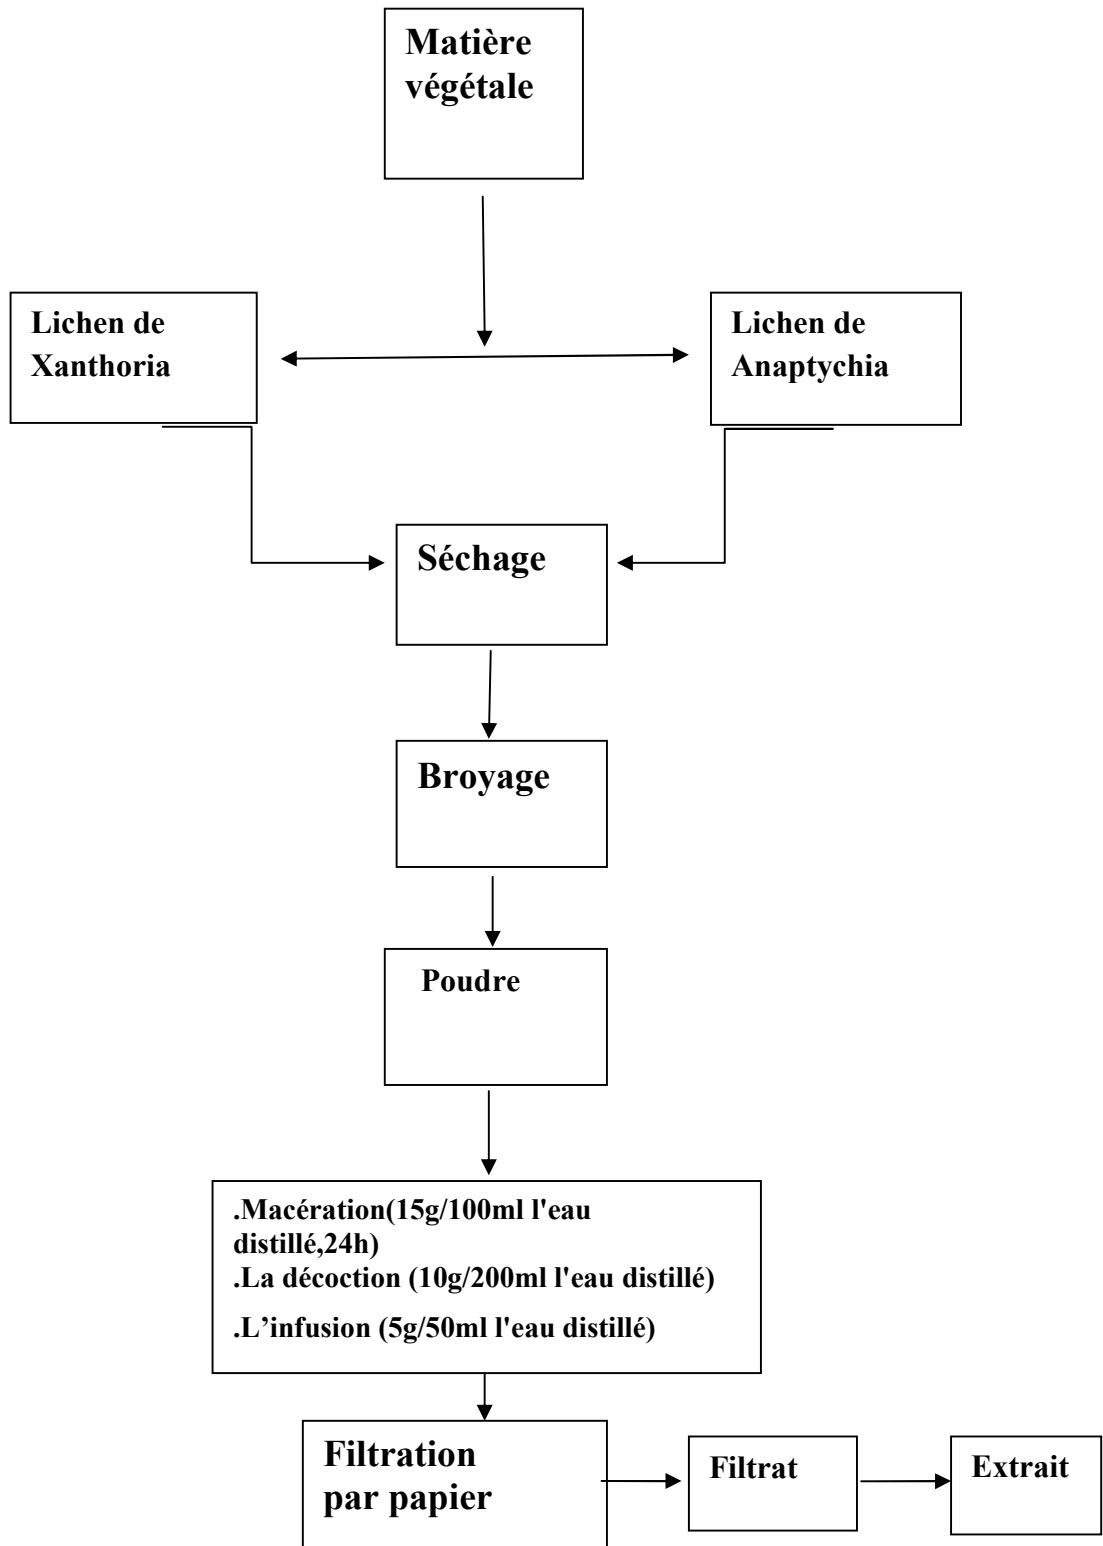 Matière
végétale
Lichen de
Xanthoria
Lichen de
Anaptychia
Séchage
Broyage
Poudre
.Macération(15g/100ml l'eau
distillé,24h)
.La décoction (10g/200ml l'eau distillé)
.L’infusion (5g/50ml l'eau distillé)
Filtration
par papier
Filtrat
Extrait